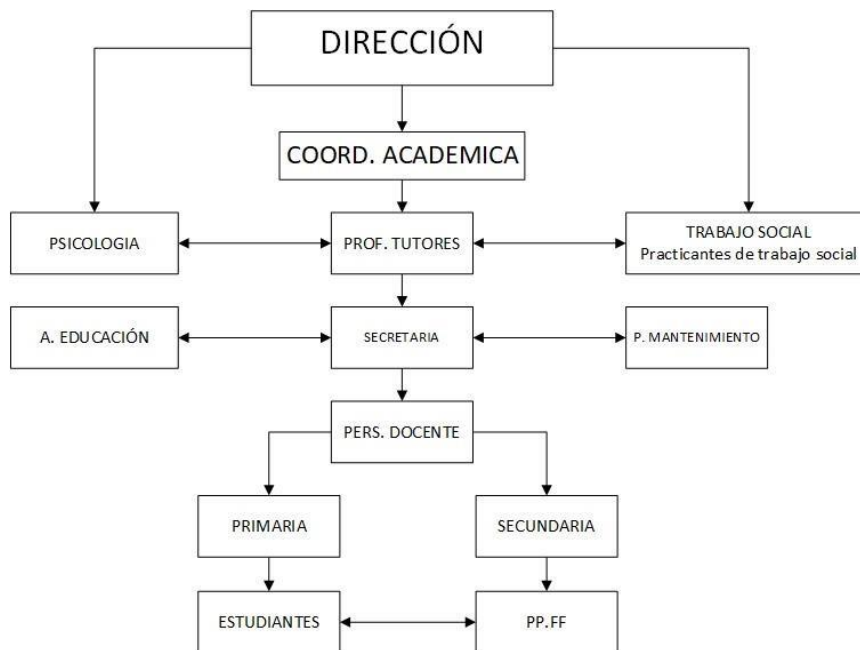 DIRECCIÓN
COORD. ACADEMICA
PSICOLOGIA
PROF. TUTORES
TRABAJO SOCIAL
Practicantes de trabajo social
A. EDUCACIÓN
SECRETARIA
P. MANTENIMIENTO
PERS. DOCENTE
PRIMARIA
SECUNDARIA
ESTUDIANTES
PP.FF